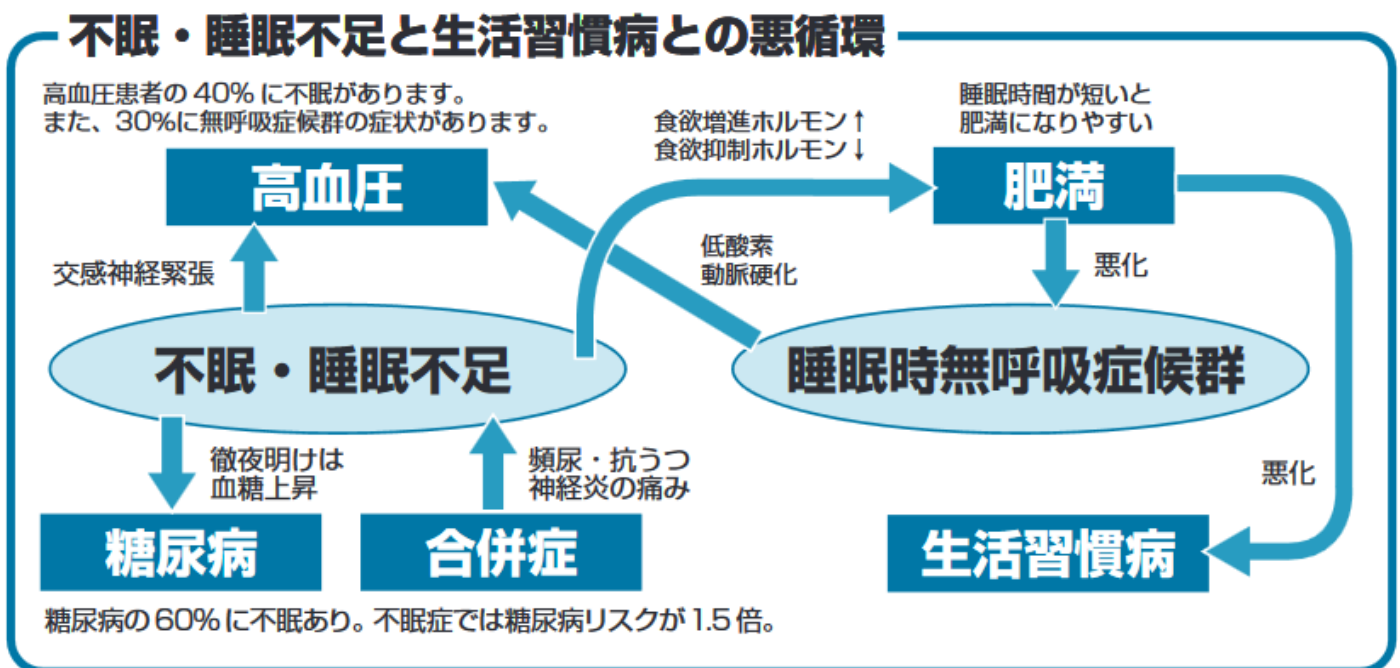 不眠・睡眠不足と生活習慣病との悪循環
高血圧患者の40%に不眠があります。
また、30%に無呼吸症候群の症状があります。
高血圧
食欲増進ホルモン↑
食欲抑制ホルモン↓
睡眠時間が短いと
肥満になりやすい
肥満
交感神経緊張
低酸素
動脈硬化
悪化
不眠・睡眠不足
睡眠時無呼吸症候群
徹夜明けは
血糖上昇
頻尿・抗うつ
神経炎の痛み
悪化
糖尿病
合併症
生活習慣病
糖尿病の60%に不眠あり。不眠症では糖尿病リスクが1.5倍。